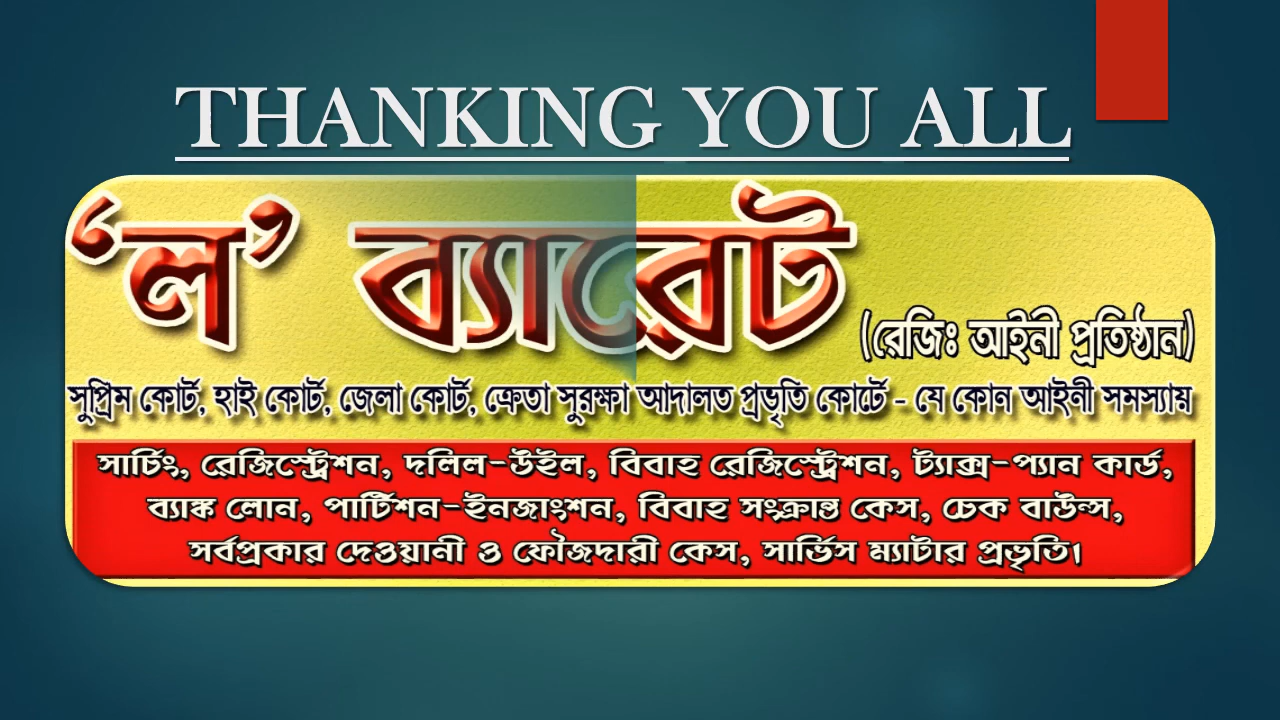 THANKING YOU ALL
‘ল’ ব্যারেট
(রেজিঃ আইনী প্রতিষ্ঠান)
সুপ্রিম কোর্ট, হাই কোর্ট, জেলা কোর্ট, ক্রেতা সুরক্ষা আদালত প্রভৃতি কোর্টে - যে কোন আইনী সমস্যায়
সার্চিং, রেজিস্ট্রেশন, দলিল-উইল, বিবাহ রেজিস্ট্রেশন, ট্যাক্স-প্যান কার্ড,
ব্যাঙ্ক লোন, পার্টিশন-ইনজাংশন, বিবাহ সংক্রান্ত কেস, চেক বাউন্স,
সর্বপ্রকার দেওয়ানী ও ফৌজদারী কেস, সার্ভিস ম্যাটার প্রভৃতি।